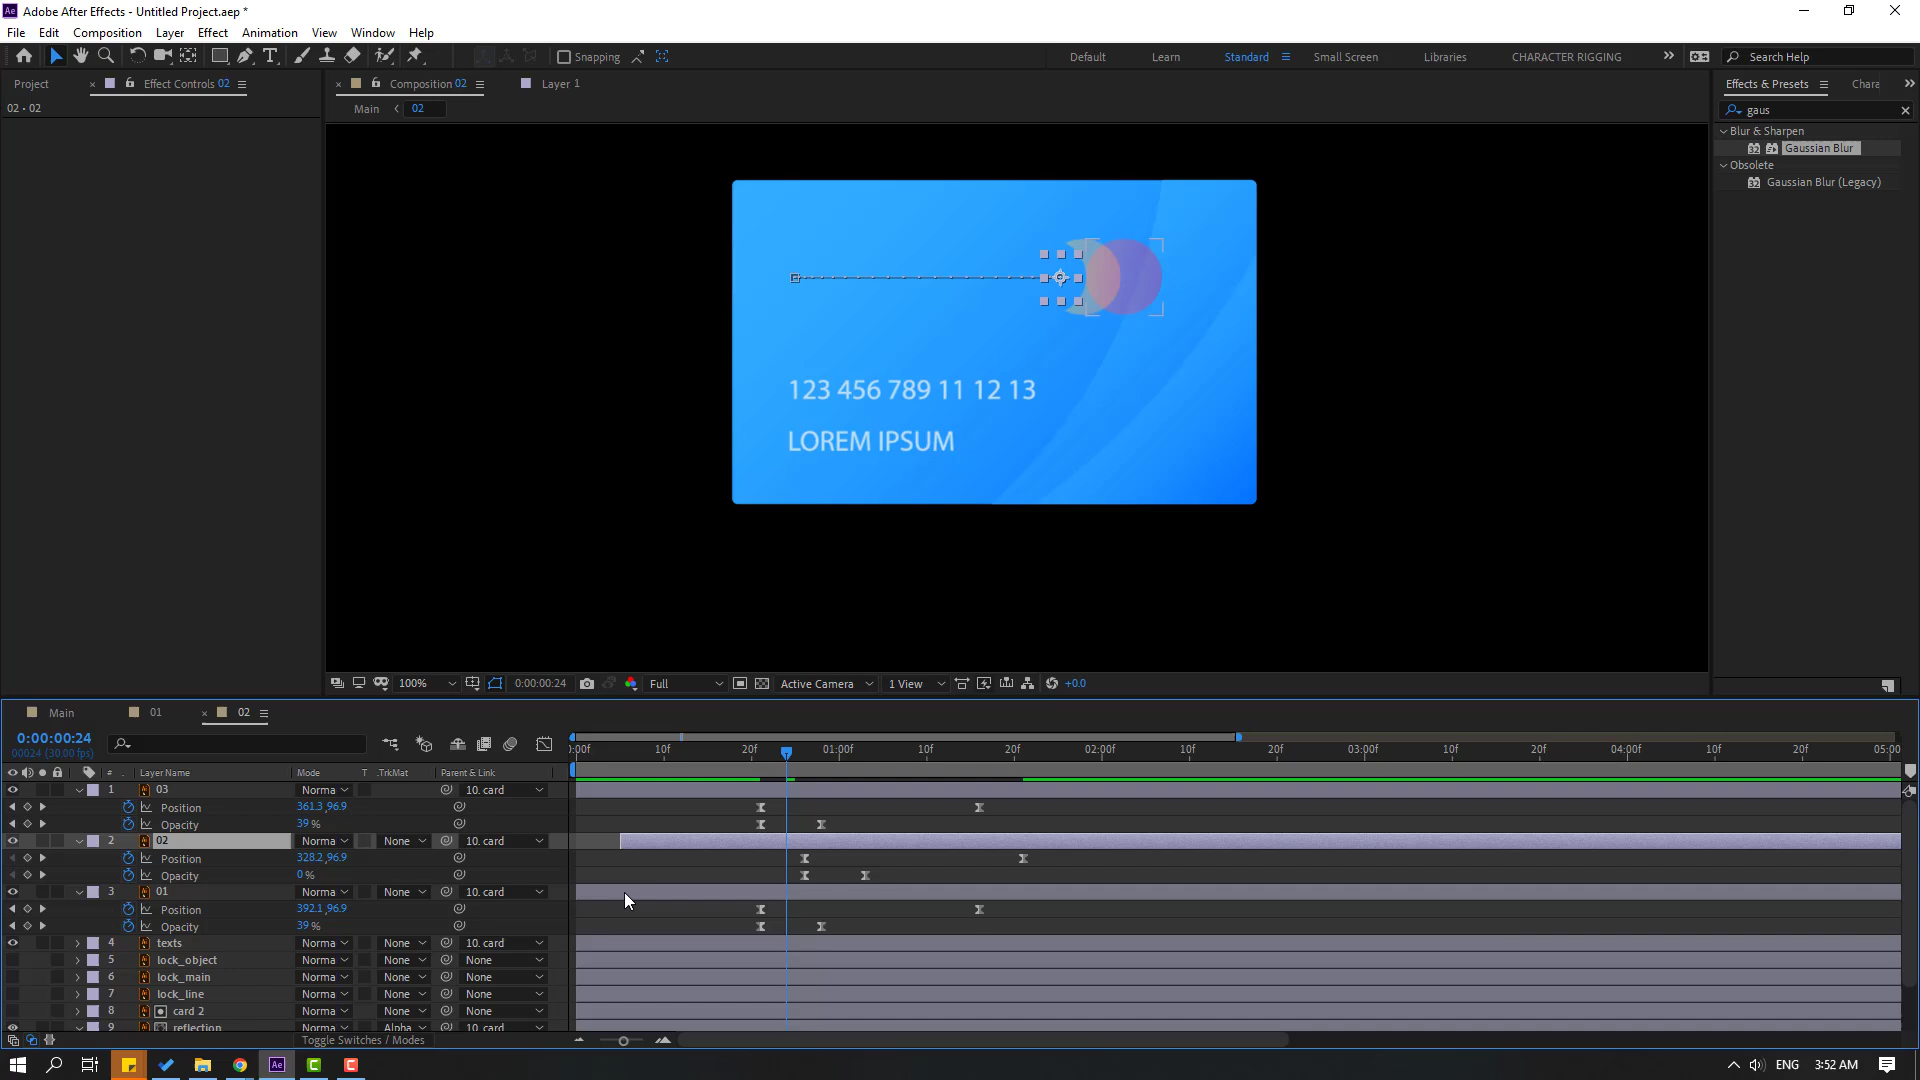 Adobe After Effects - Untitled Project.aep *
File Edit Composition Layer Effect Animation View Window Help
Snapping Default Learn Standard Small Screen Libraries CHARACTER RIGGING Search Help
Project Effect Controls 02 Composition 02 Layer 1 Effects & Presets Chara
02 • 02 Main 02 gaus
Blur & Sharpen
Gaussian Blur
Obsolete
Gaussian Blur (Legacy)
123 456 789 11 12 13
LOREM IPSUM
100% 0:00:00:24 Full Active Camera 1 View +0.0
Main 01 02
0:00:00:24
00024 (30.00 fps)
:00f 10f 20f 01:00f 10f 20f 02:00f 10f 20f 03:00f 10f 20f 04:00f 10f 20f 05:00
# Layer Name Mode T .TrkMat Parent & Link
1 03 Norma 10. card
Position 361.3,96.9
Opacity 39 %
2 02 Norma None 10. card
Position 328.2,96.9
Opacity 0 %
3 01 Norma None 10. card
Position 392.1,96.9
Opacity 39 %
4 texts Norma None 10. card
5 lock_object Norma None None
6 lock_main Norma None None
7 lock_line Norma None None
8 card 2 Norma None None
9 reflection Norma Alpha 10. card
Toggle Switches / Modes
Ae ENG 3:52 AM